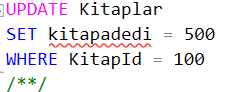 UPDATE Kitaplar
SET kitapadedi = 500
WHERE KitapId = 100
/**/